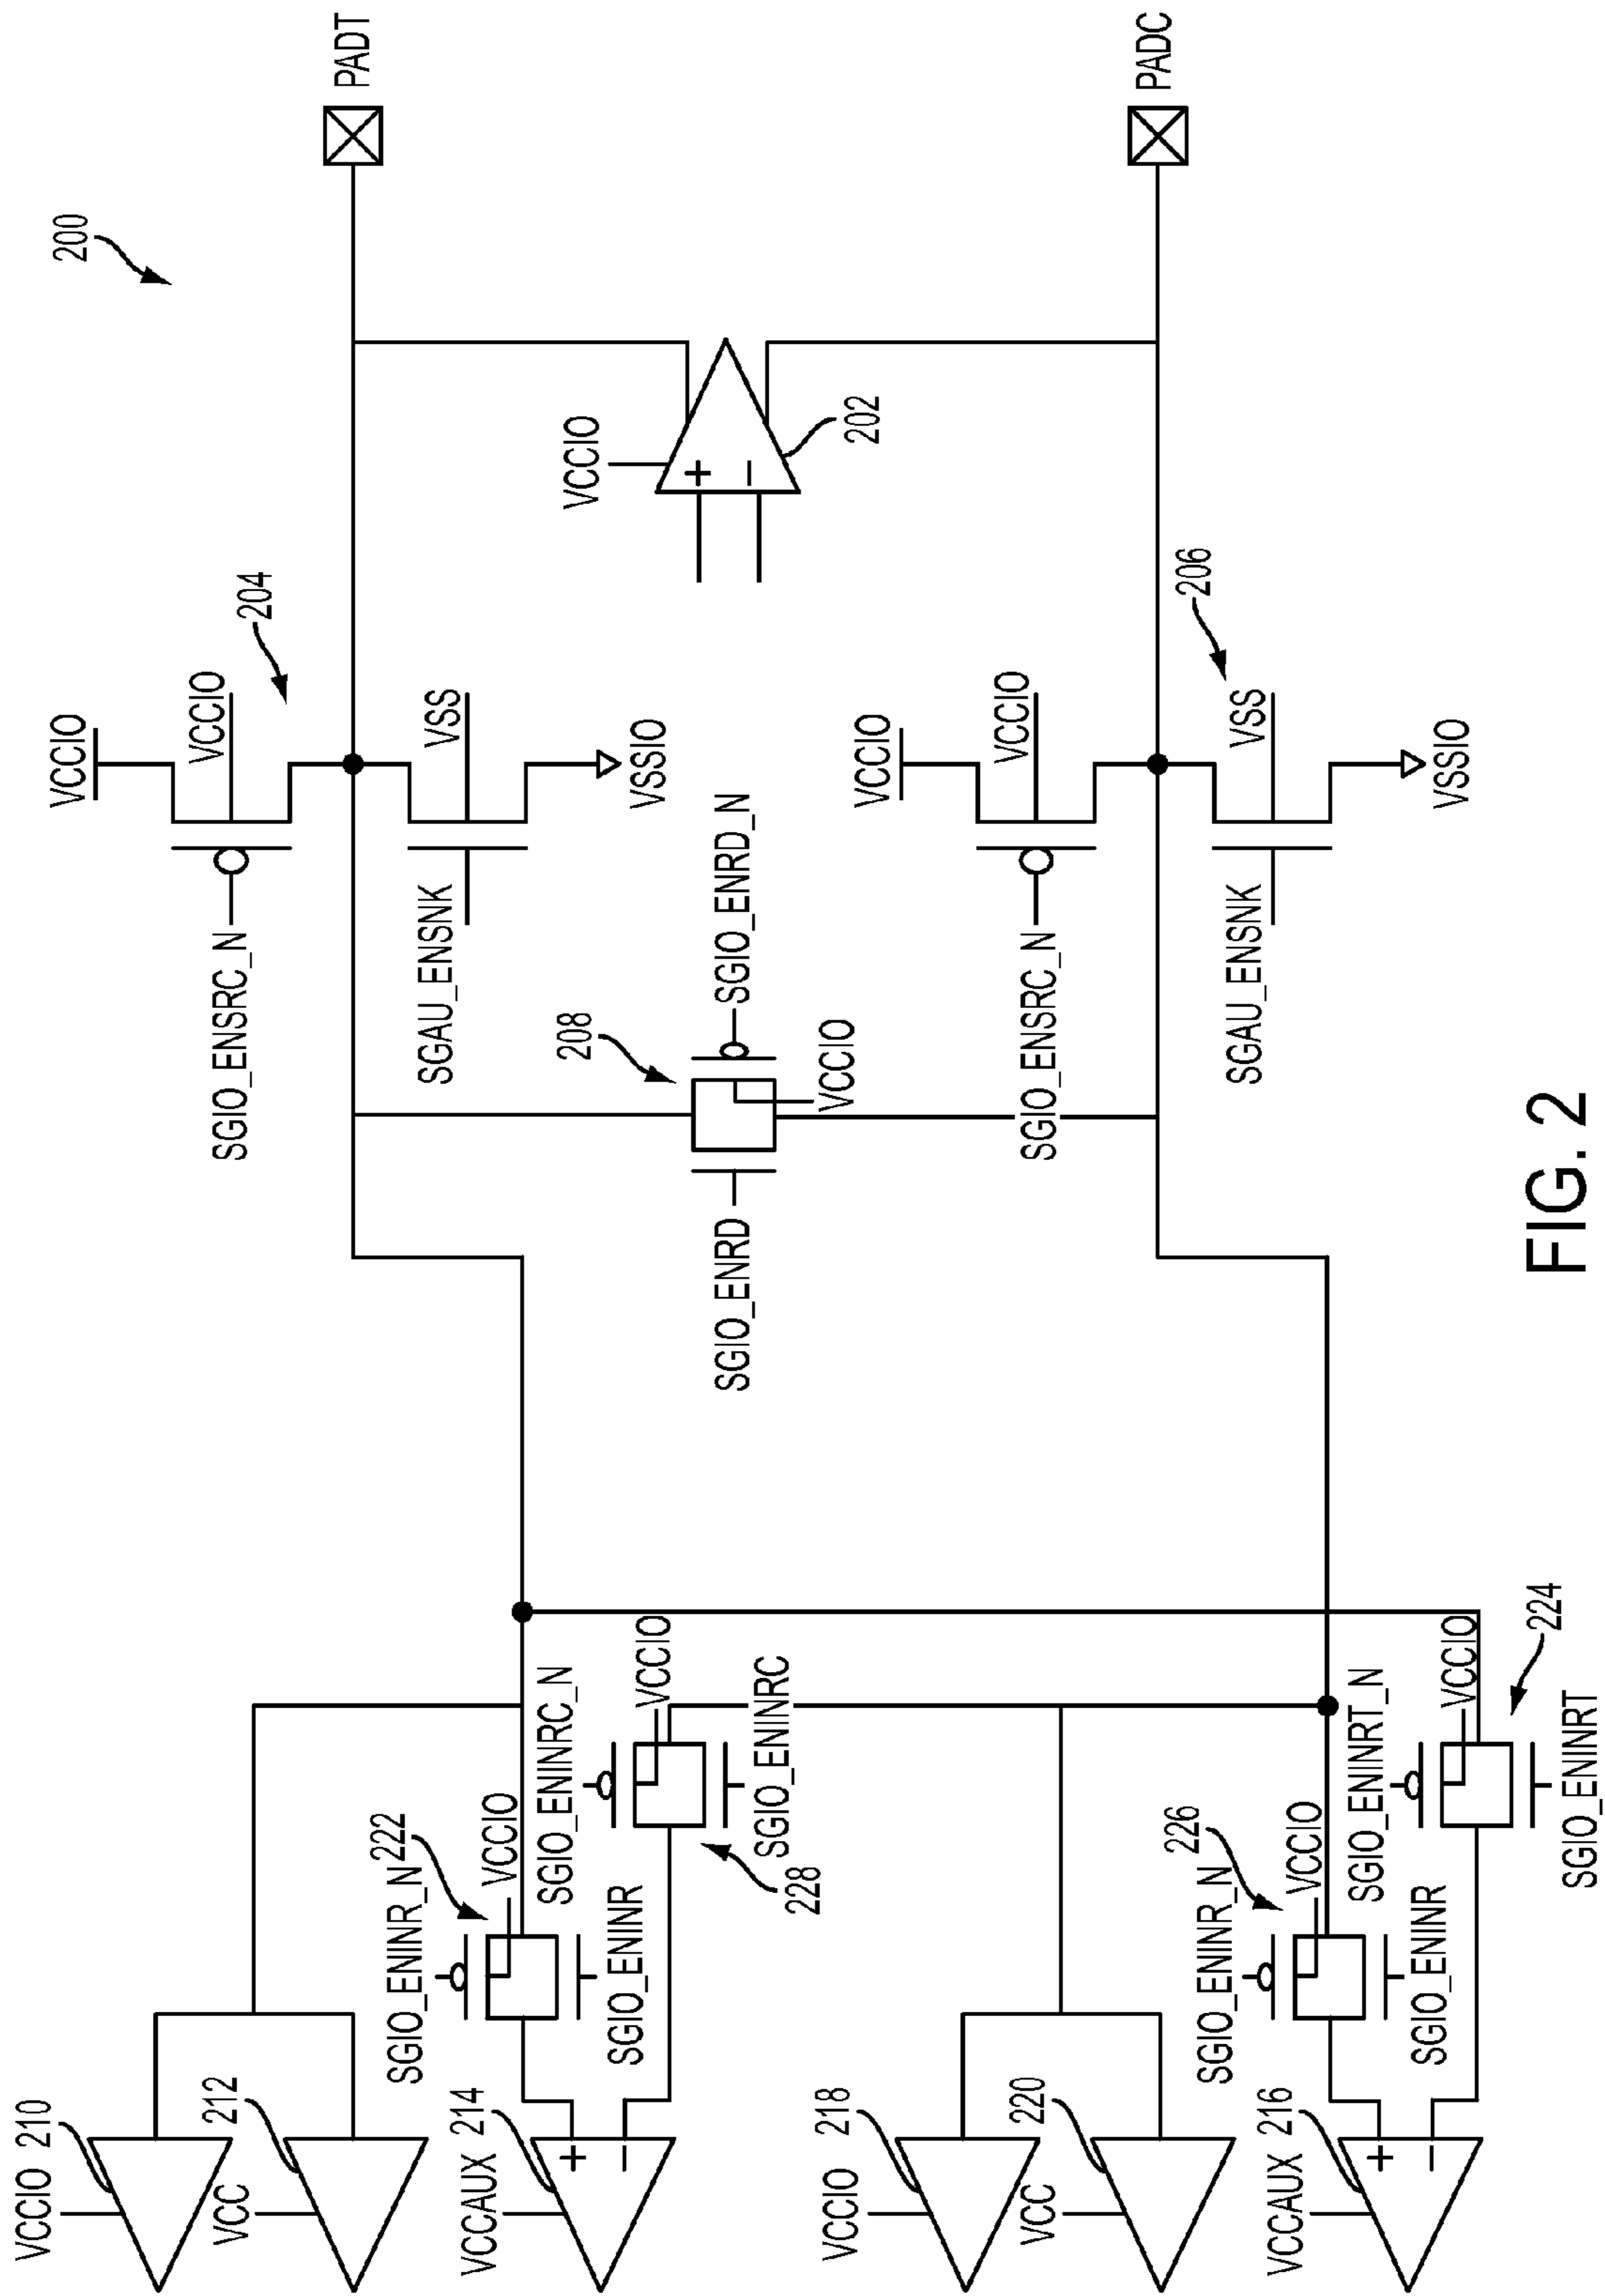 200
PADT
PADC
VCCIO
202
+
−
204
VCCIO
VCCIO
SGIO_ENSRC_N
VSS
SGAU_ENSNK
VSSIO
206
VCCIO
VCCIO
SGIO_ENSRC_N
VSS
SGAU_ENSNK
VSSIO
208
SGIO_ENRD_N
VCCIO
SGIO_ENRD
VCCIO
210
VCC
212
VCCAUX
214
+
−
SGIO_ENINR_N
222
VCCIO
SGIO_ENINR
SGIO_ENINRC_N
VCCIO
SGIO_ENINRC
228
VCCIO
218
VCC
220
VCCAUX
216
+
−
SGIO_ENINR_N
226
VCCIO
SGIO_ENINR
SGIO_ENINRT_N
VCCIO
SGIO_ENINRT
224
FIG. 2